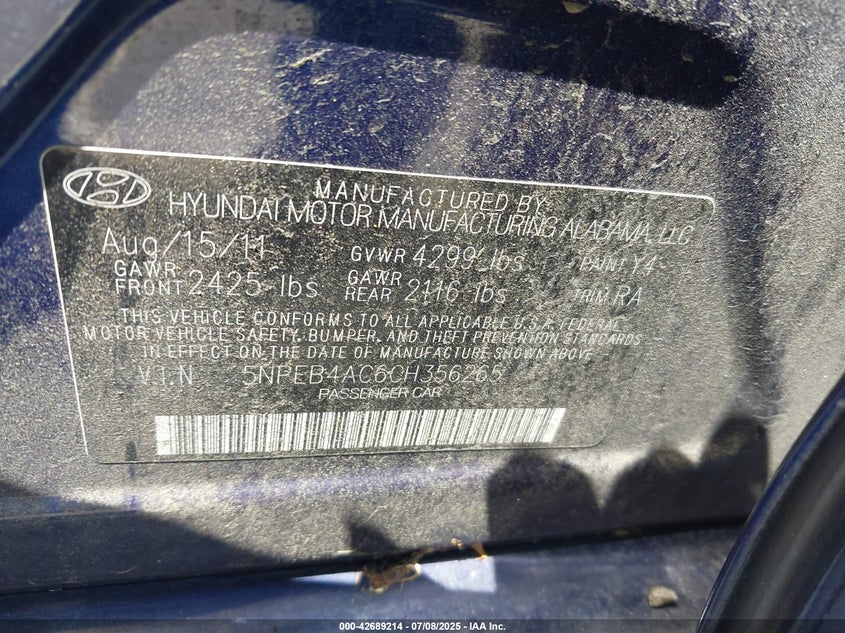 MANUFACTURED BY
HYUNDAI MOTOR MANUFACTURING ALABAMA, LLC
Aug/15/11 GVWR 4299 lbs PAINT Y4
GAWR FRONT 2425 lbs GAWR REAR 2116 lbs TRIM RA
THIS VEHICLE CONFORMS TO ALL APPLICABLE U.S.A. FEDERAL
MOTOR VEHICLE SAFETY, BUMPER, AND THEFT PREVENTION STANDARDS
IN EFFECT ON THE DATE OF MANUFACTURE
V.I.N 5NPEB4AC6CH356265
PASSENGER CAR
000-42689214 - 07/08/2025 - IAA Inc.